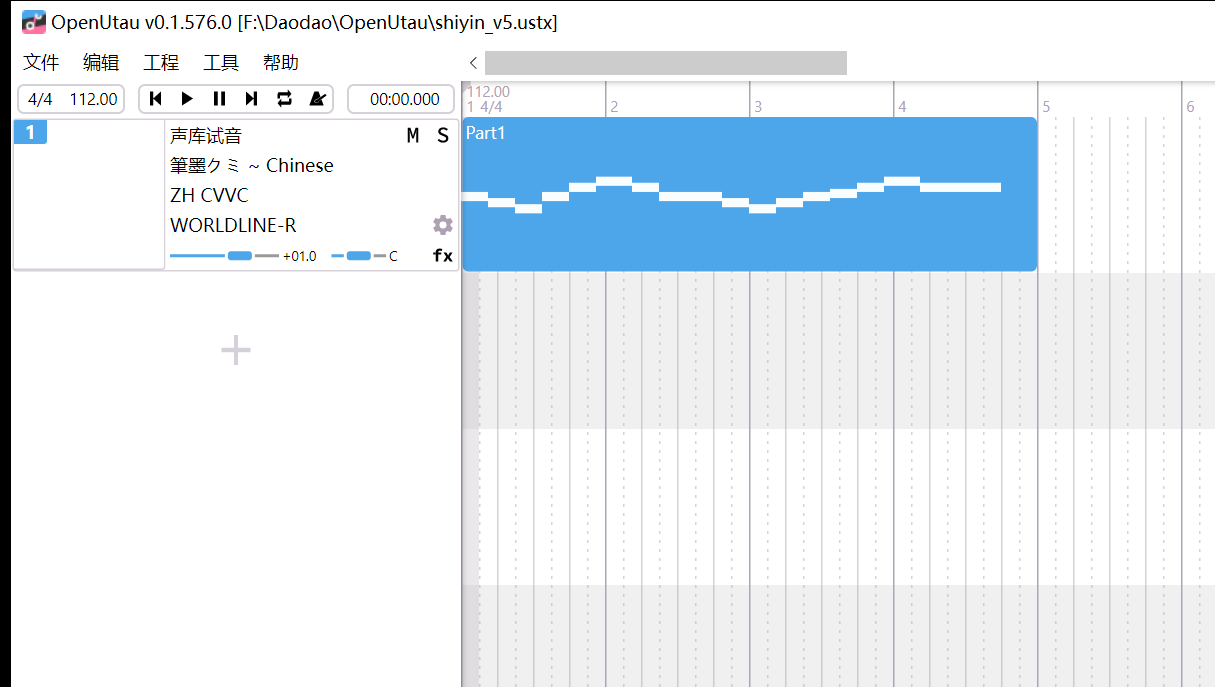 OpenUtau v0.1.576.0 [F:\Daodao\OpenUtau\shiyin_v5.ustx]
文件 编辑 工程 工具 帮助
4/4 112.00 00:00.000
112.00
1 4/4 2 3 4 5 6
1
声库试音 M S
筆墨クミ ~ Chinese
ZH CVVC
WORLDLINE-R
+01.0 C fx
Part1